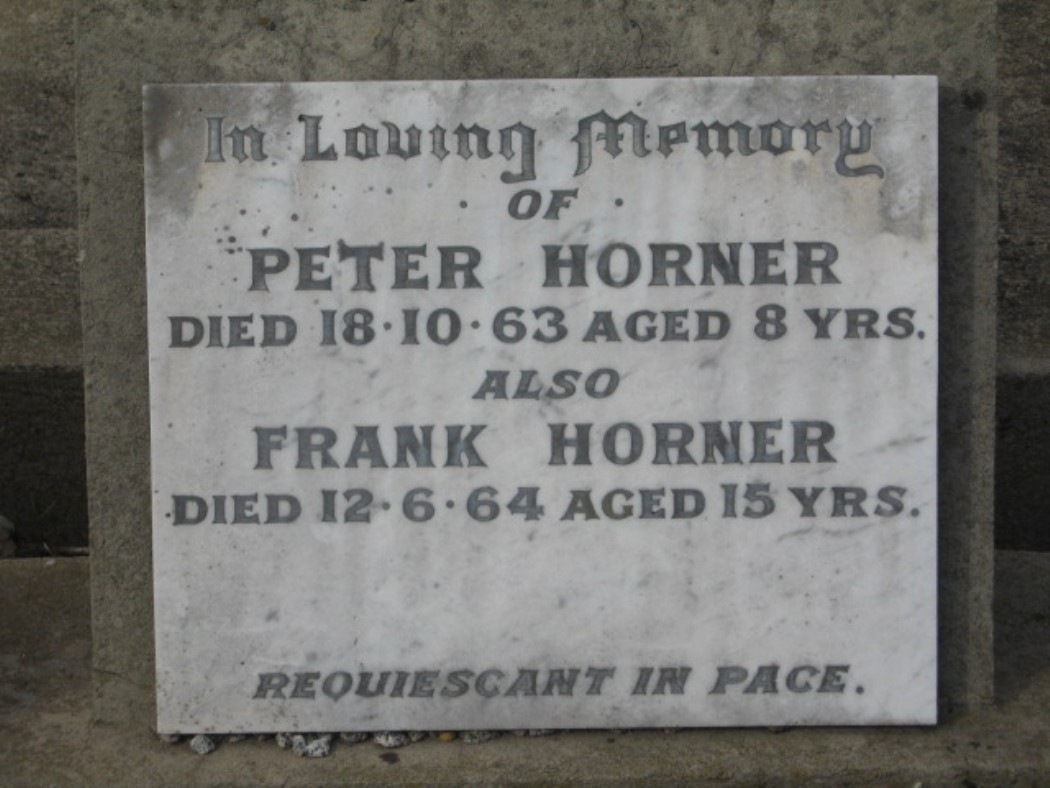 In Loving Memory
· OF ·
PETER HORNER
DIED 18·10·63 AGED 8 YRS.
ALSO
FRANK HORNER
DIED 12·6·64 AGED 15 YRS.
REQUIESCANT IN PACE.